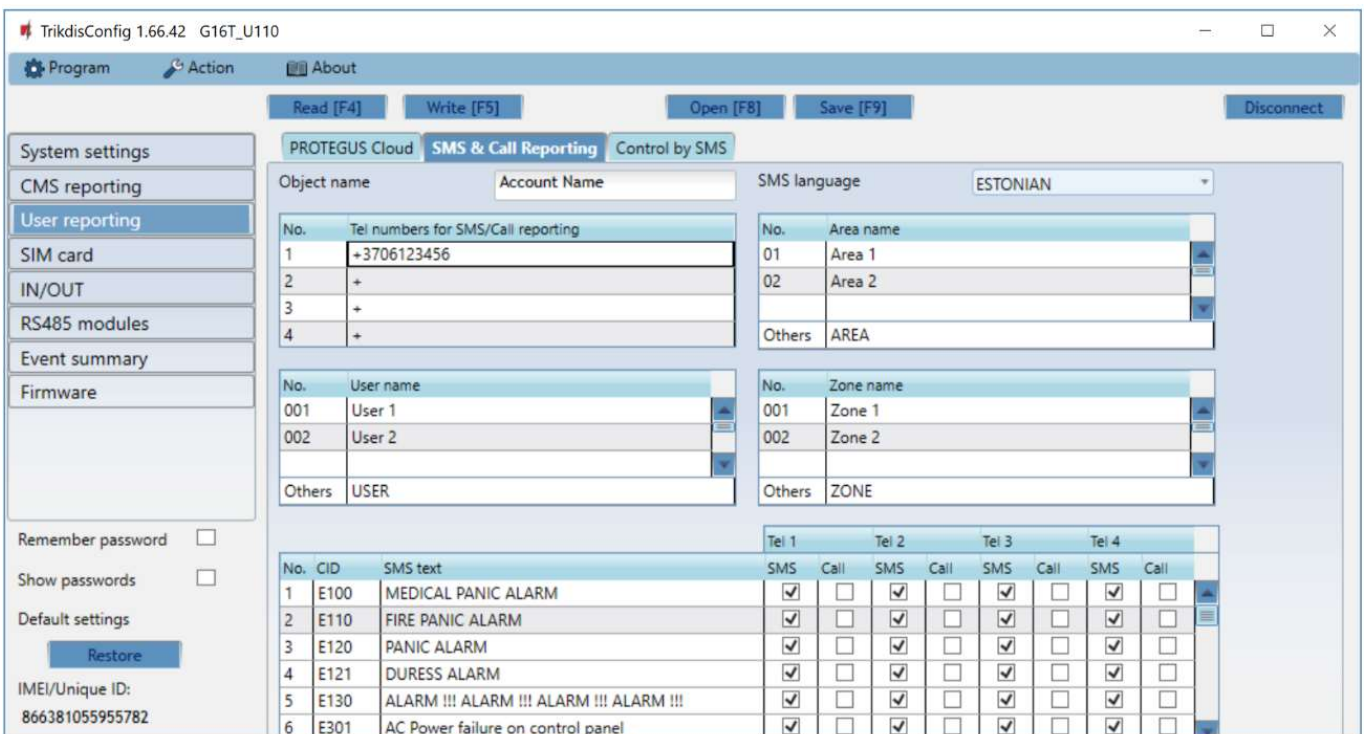 TrikdisConfig 1.66.42 G16T_U110
Program Action About
Read [F4] Write [F5] Open [F8] Save [F9] Disconnect
System settings
CMS reporting
User reporting
SIM card
IN/OUT
RS485 modules
Event summary
Firmware
Remember password
Show passwords
Default settings
Restore
IMEI/Unique ID:
866381055955782
PROTEGUS Cloud SMS & Call Reporting Control by SMS
Object name Account Name SMS language ESTONIAN
No. Tel numbers for SMS/Call reporting
1 +3706123456
2 +
3 +
4 +
No. Area name
01 Area 1
02 Area 2
Others AREA
No. User name
001 User 1
002 User 2
Others USER
No. Zone name
001 Zone 1
002 Zone 2
Others ZONE
Tel 1 Tel 2 Tel 3 Tel 4
No. CID SMS text SMS Call SMS Call SMS Call SMS Call
1 E100 MEDICAL PANIC ALARM
2 E110 FIRE PANIC ALARM
3 E120 PANIC ALARM
4 E121 DURESS ALARM
5 E130 ALARM !!! ALARM !!! ALARM !!! ALARM !!!
6 E301 AC Power failure on control panel